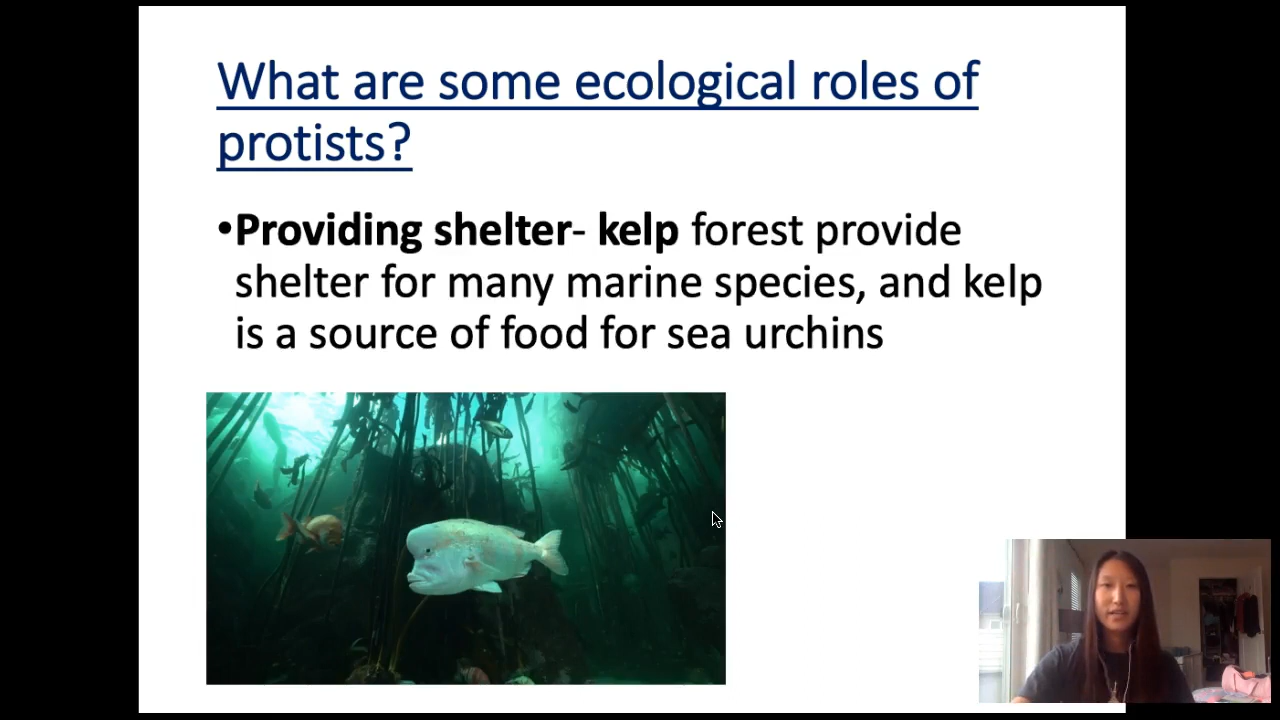 What are some ecological roles of
protists?
•Providing shelter- kelp forest provide
shelter for many marine species, and kelp
is a source of food for sea urchins